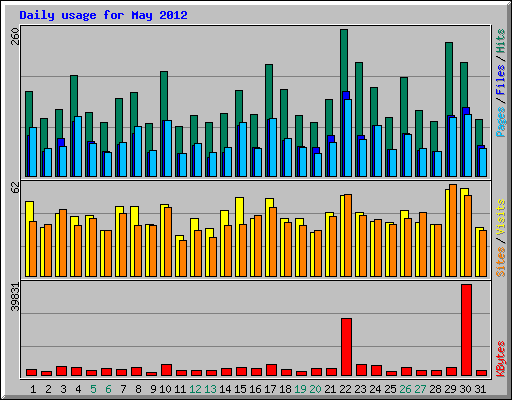 Daily usage for May 2012
260
Pages / Files / Hits
62
Sites / Visits
39831
KBytes
1 2 3 4 5 6 7 8 9 10 11 12 13 14 15 16 17 18 19 20 21 22 23 24 25 26 27 28 29 30 31